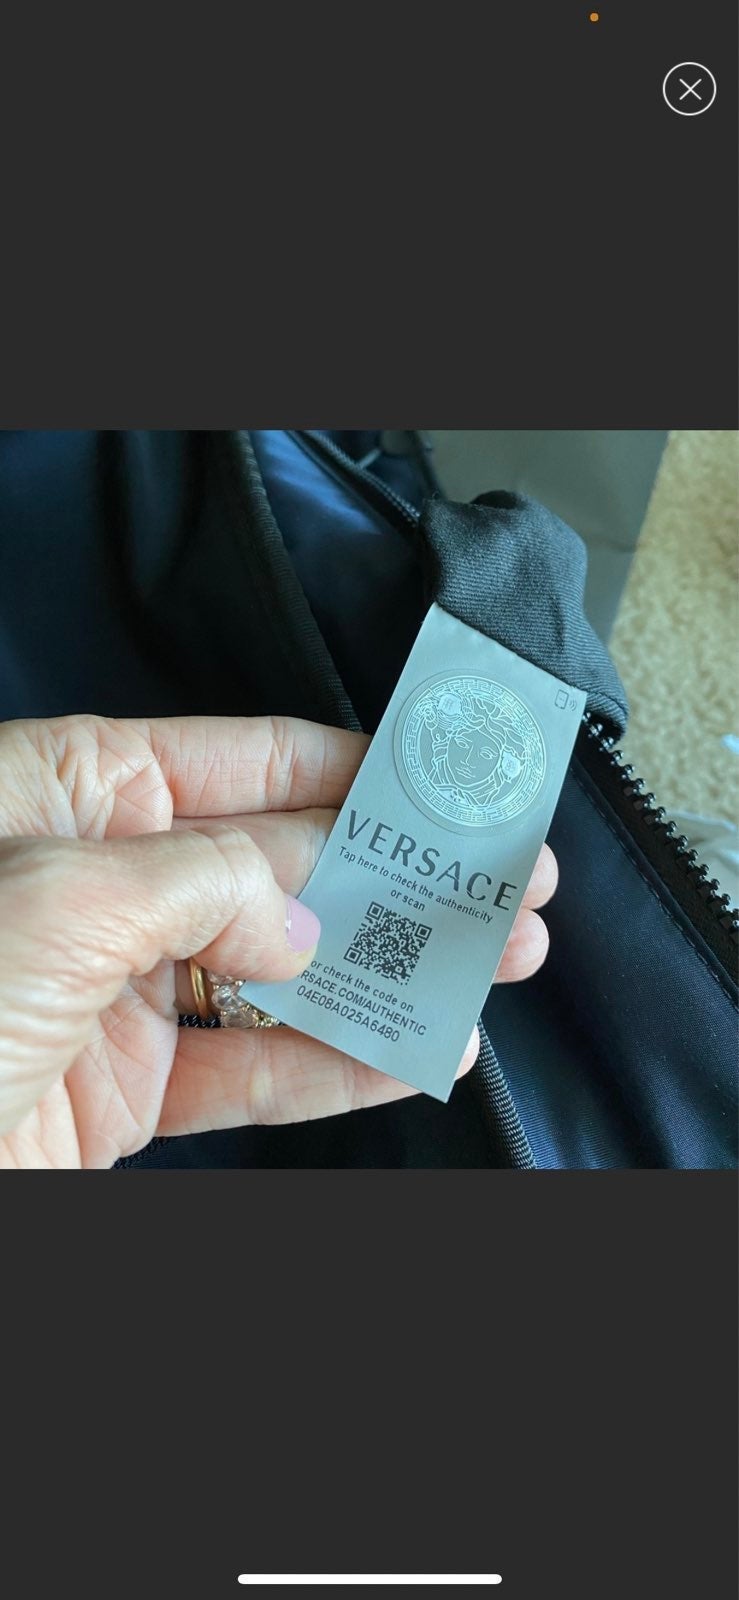 VERSACE
Tap here to check the authenticity
or scan
or check the code on
RSACE.COM/AUTHENTIC
04E08A025A6480